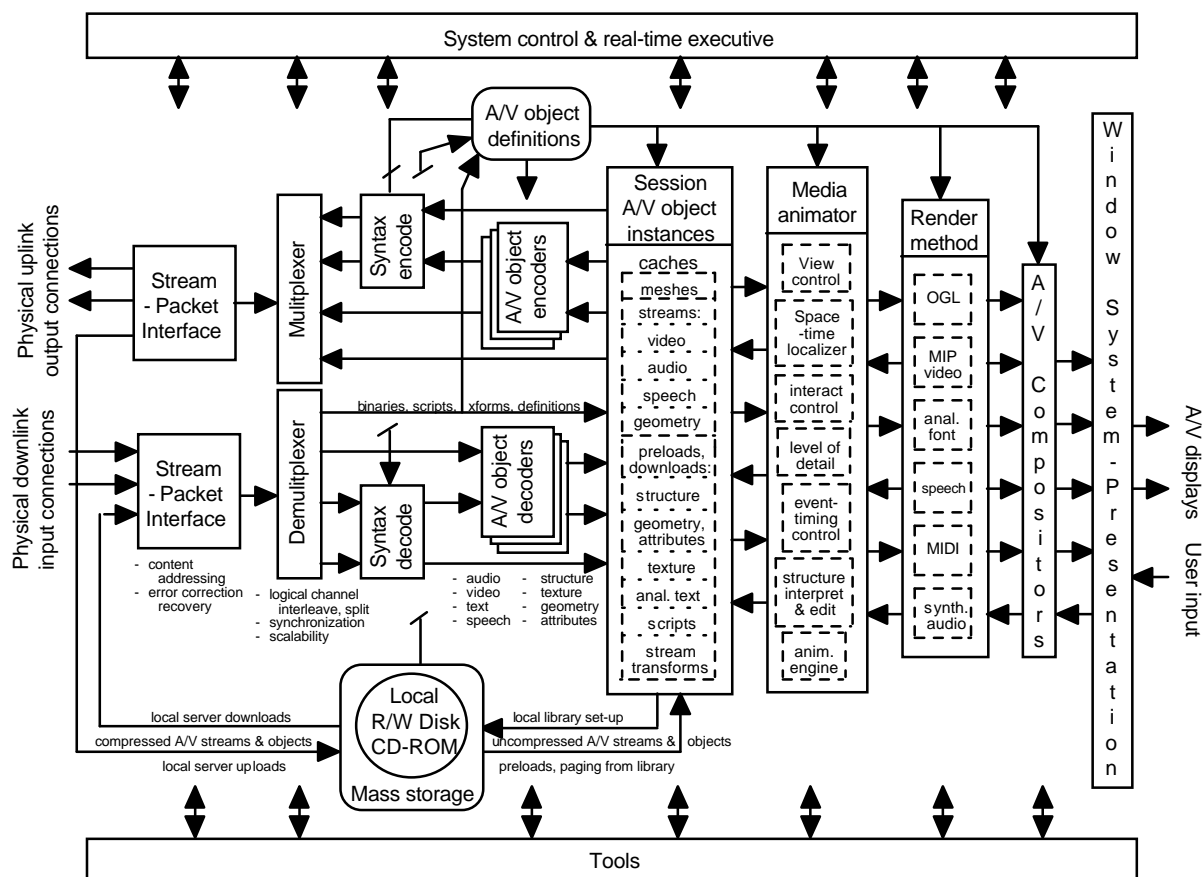 System control & real-time executive
A/V object
definitions
Session
A/V object
instances
Media
animator
Render
method
Window System-Presentation
Physical uplink
output connections
Stream
- Packet
Interface
Mulitplexer
Syntax
encode
A/V object
encoders
caches
meshes
streams:
video
audio
speech
geometry
preloads,
downloads:
structure
geometry,
attributes
texture
anal. text
scripts
stream
transforms
View
control
Space
-time
localizer
interact
control
level of
detail
event-
timing
control
structure
interpret
& edit
anim.
engine
OGL
MIP
video
anal.
font
speech
MIDI
synth.
audio
A/V Compositors
A/V displays
User input
binaries, scripts, xforms, definitions
Physical downlink
input connections
Stream
- Packet
Interface
Demulitplexer
Syntax
decode
A/V object
decoders
- content
addressing
- error correction
recovery
- logical channel
interleave, split
- synchronization
- scalability
- audio
- video
- text
- speech
- structure
- texture
- geometry
- attributes
Local
R/W Disk
CD-ROM
Mass storage
local server downloads
compressed A/V streams & objects
local server uploads
local library set-up
uncompressed A/V streams & objects
preloads, paging from library
Tools